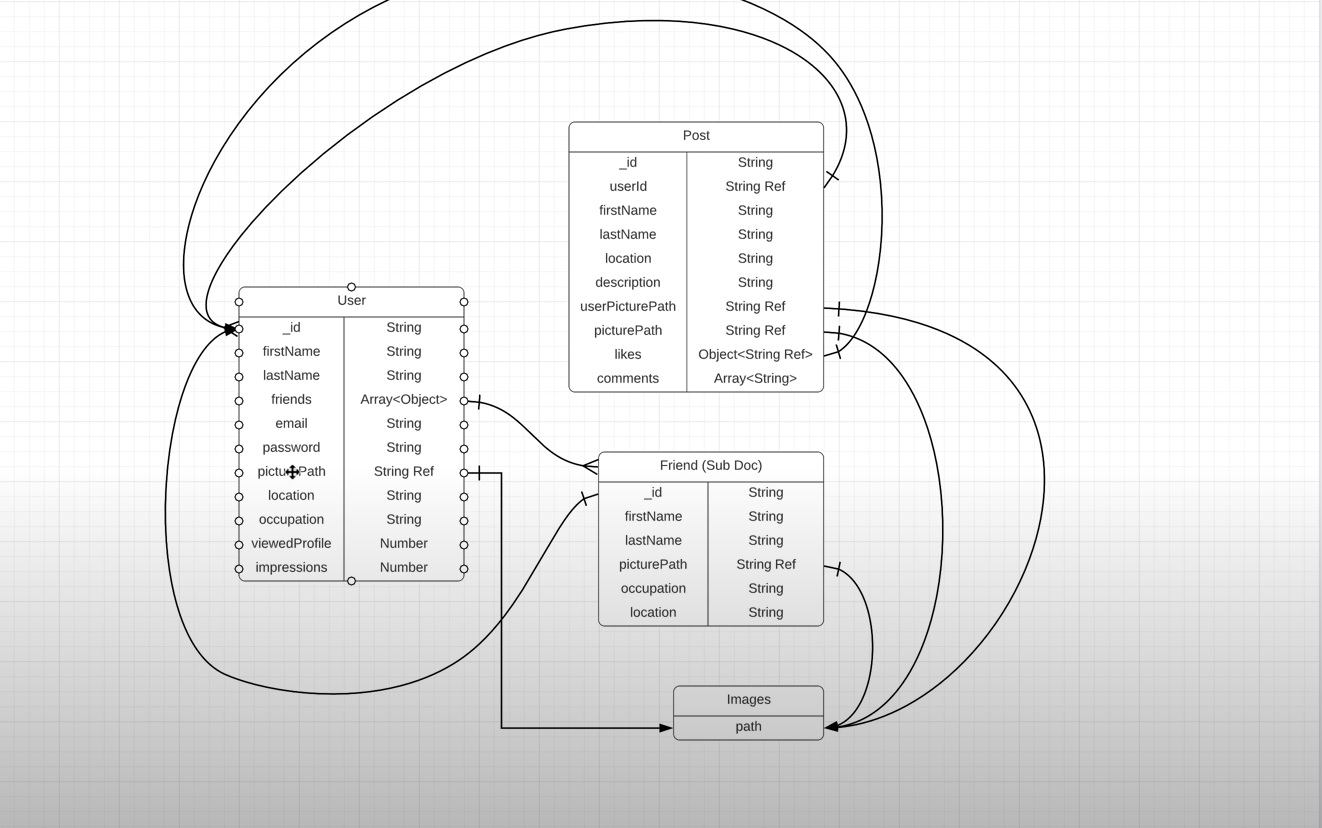 Post
_id String
userId String Ref
firstName String
lastName String
location String
description String
userPicturePath String Ref
picturePath String Ref
likes Object<String Ref>
comments Array<String>
User
_id String
firstName String
lastName String
friends Array<Object>
email String
password String
picturePath String Ref
location String
occupation String
viewedProfile Number
impressions Number
Friend (Sub Doc)
_id String
firstName String
lastName String
picturePath String Ref
occupation String
location String
Images
path